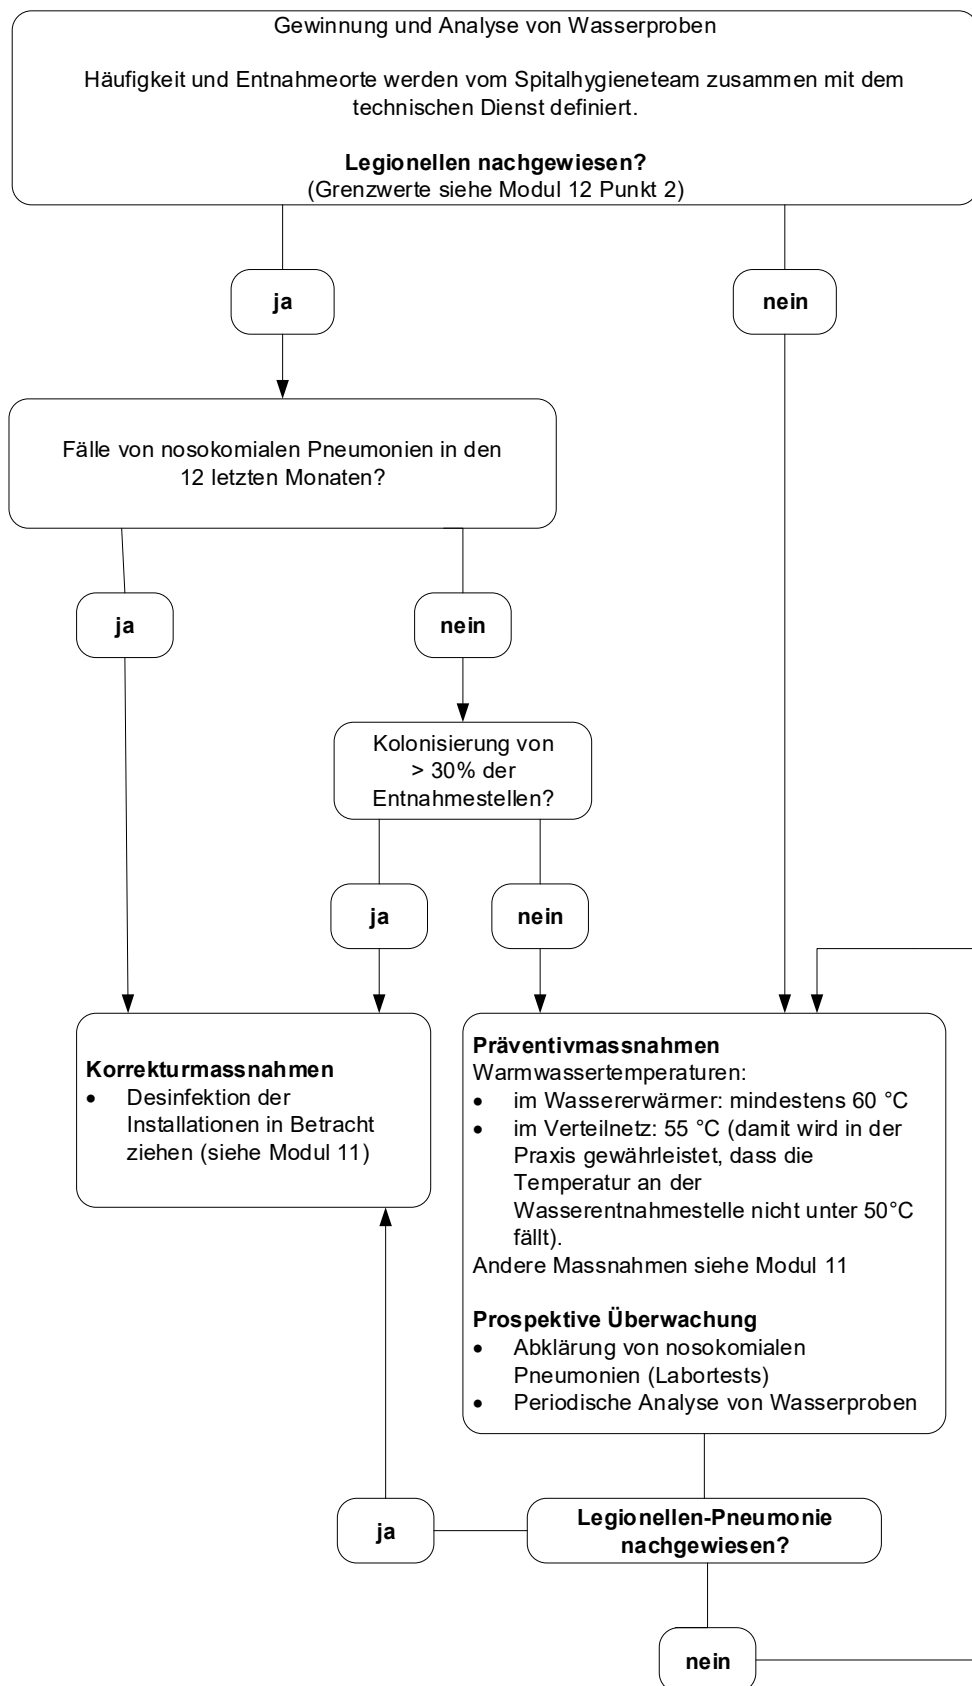 Gewinnung und Analyse von Wasserproben
Häufigkeit und Entnahmeorte werden vom Spitalhygieneteam zusammen mit dem
technischen Dienst definiert.
Legionellen nachgewiesen?
(Grenzwerte siehe Modul 12 Punkt 2)
ja
nein
Fälle von nosokomialen Pneumonien in den
12 letzten Monaten?
ja
nein
Kolonisierung von
> 30% der
Entnahmestellen?
ja
nein
Korrekturmassnahmen
• Desinfektion der
Installationen in Betracht
ziehen (siehe Modul 11)
Präventivmassnahmen
Warmwassertemperaturen:
• im Wassererwärmer: mindestens 60 °C
• im Verteilnetz: 55 °C (damit wird in der
Praxis gewährleistet, dass die
Temperatur an der
Wasserentnahmestelle nicht unter 50°C
fällt).
Andere Massnahmen siehe Modul 11
Prospektive Überwachung
• Abklärung von nosokomialen
Pneumonien (Labortests)
• Periodische Analyse von Wasserproben
ja
Legionellen-Pneumonie
nachgewiesen?
nein